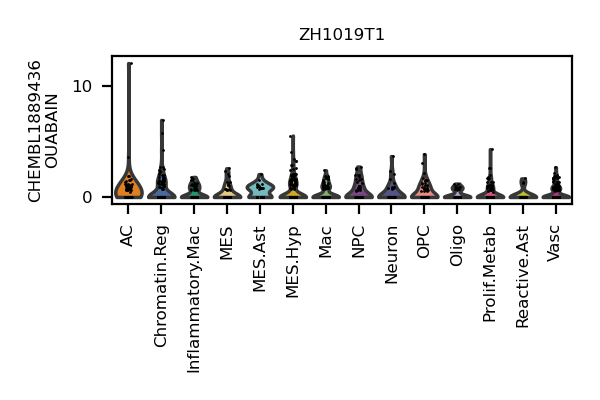 ZH1019T1
CHEMBL1889436
OUABAIN
10
0
AC
Chromatin.Reg
Inflammatory.Mac
MES
MES.Ast
MES.Hyp
Mac
NPC
Neuron
OPC
Oligo
Prolif.Metab
Reactive.Ast
Vasc